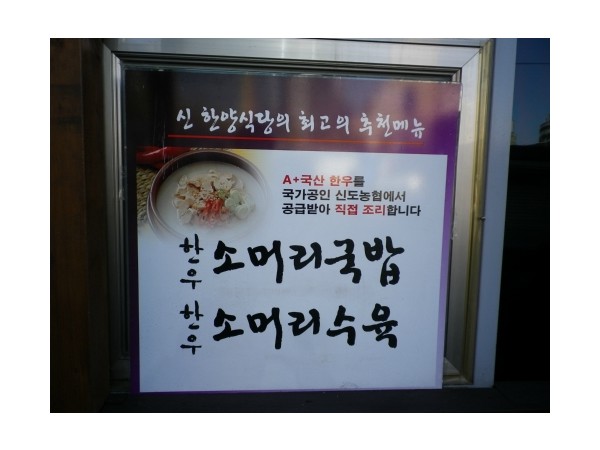 신 한양식당의 최고의 추천메뉴
A+국산 한우를
국가공인 신도농협에서
공급받아 직접 조리합니다
한우 소머리국밥
한우 소머리수육